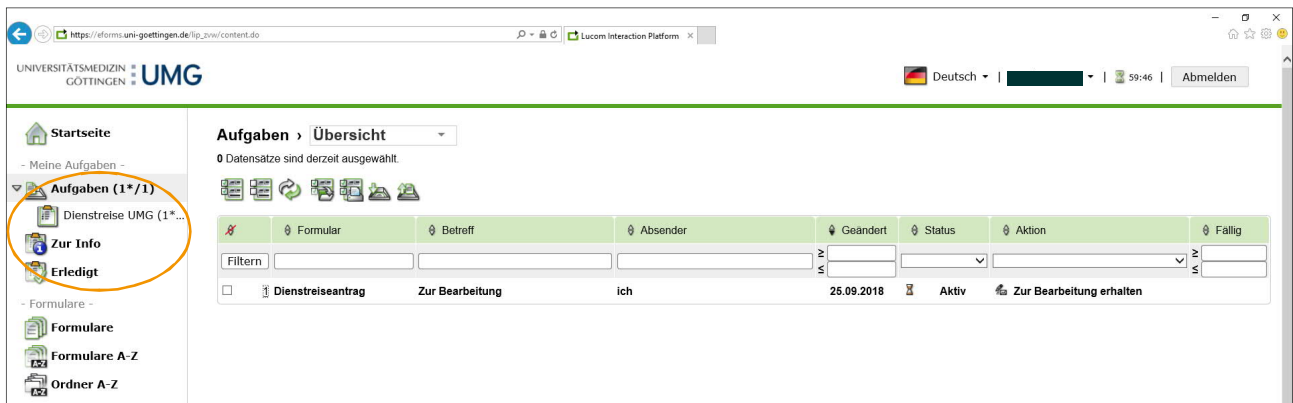 https://eforms.uni-goettingen.de/lip_zvw/content.do
Lucom Interaction Platform
UNIVERSITÄTSMEDIZIN
GÖTTINGEN
UMG
Deutsch
59:46
Abmelden
Startseite
- Meine Aufgaben -
Aufgaben (1*/1)
Dienstreise UMG (1*...
Zur Info
Erledigt
- Formulare -
Formulare
Formulare A-Z
Ordner A-Z
Aufgaben › Übersicht
0 Datensätze sind derzeit ausgewählt.
Formular Betreff Absender Geändert Status Aktion Fällig
Filtern ≥ ≥
≤ ≤
1 Dienstreiseantrag Zur Bearbeitung ich 25.09.2018 Aktiv Zur Bearbeitung erhalten